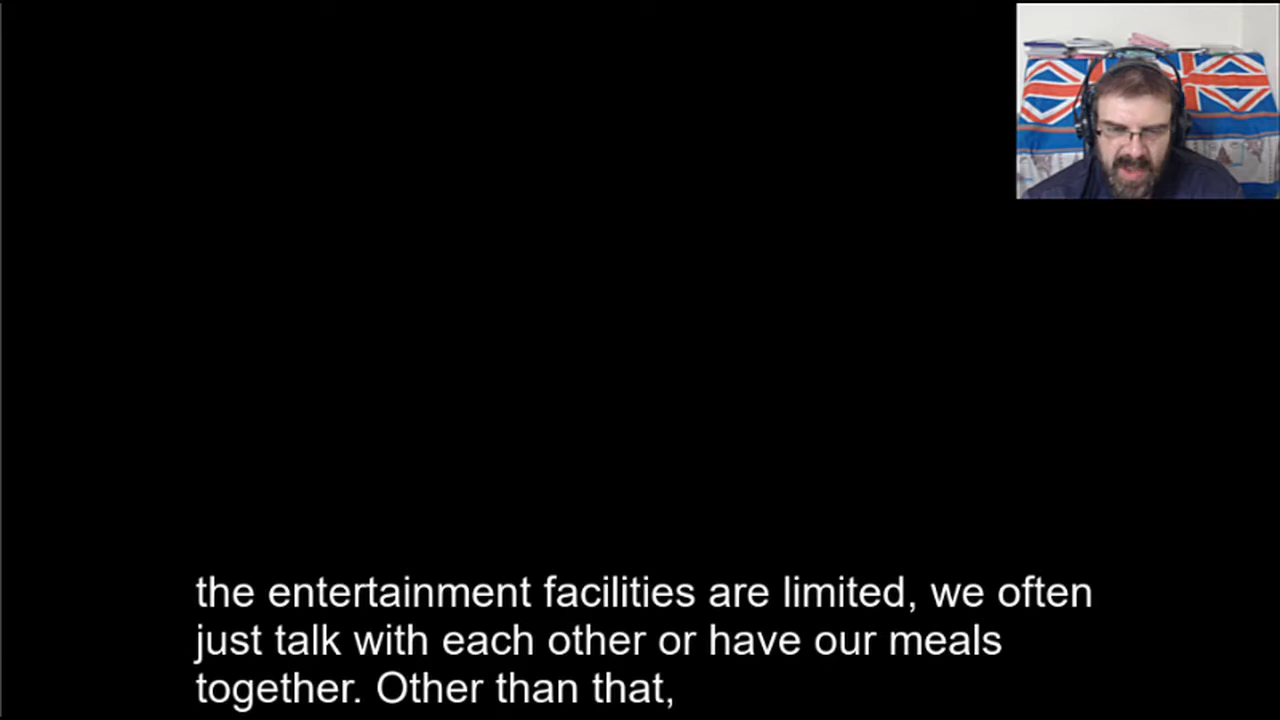 the entertainment facilities are limited, we often
just talk with each other or have our meals
together. Other than that,